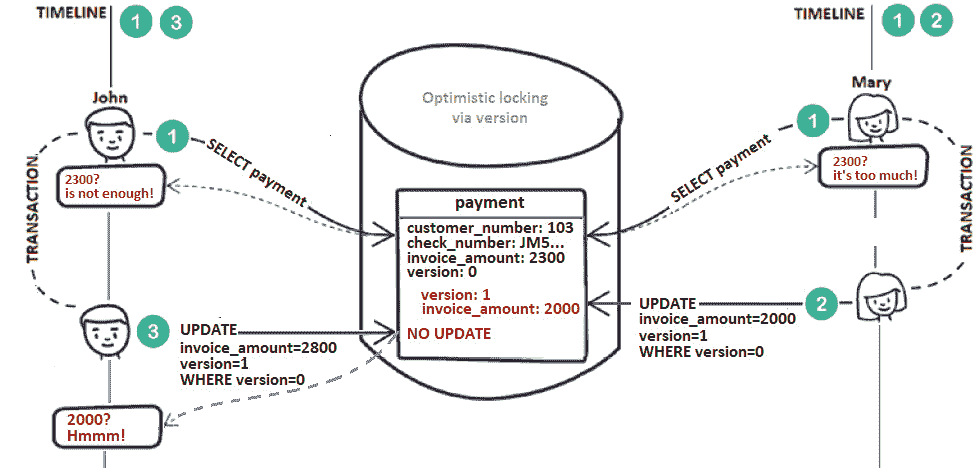 TIMELINE 1 3
TIMELINE 1 2
John
Mary
Optimistic locking
via version
1
1
SELECT payment
SELECT payment
2300?
is not enough!
2300?
it's too much!
TRANSACTION
TRANSACTION
payment
customer_number: 103
check_number: JM5...
invoice_amount: 2300
version: 0
version: 1
invoice_amount: 2000
NO UPDATE
UPDATE 2
invoice_amount=2000
version=1
WHERE version=0
3 UPDATE
invoice_amount=2800
version=1
WHERE version=0
2000?
Hmmm!